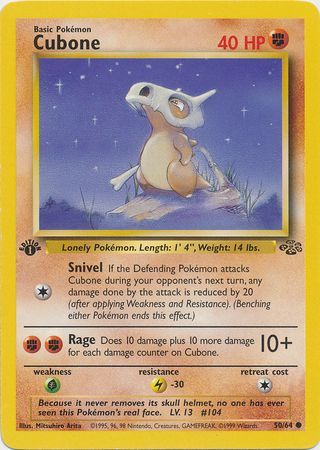 Basic Pokémon
Cubone 40 HP
EDITION
1
Lonely Pokémon. Length: 1' 4", Weight: 14 lbs.
Snivel If the Defending Pokémon attacks
Cubone during your opponent's next turn, any
damage done by the attack is reduced by 20
(after applying Weakness and Resistance). (Benching
either Pokémon ends this effect.)
Rage Does 10 damage plus 10 more damage
for each damage counter on Cubone. 10+
weakness resistance retreat cost
-30
Because it never removes its skull helmet, no one has ever
seen this Pokémon's real face. LV. 13 #104
Illus. Mitsuhiro Arita ©1995, 96, 98 Nintendo, Creatures, GAMEFREAK. ©1999 Wizards. 50/64